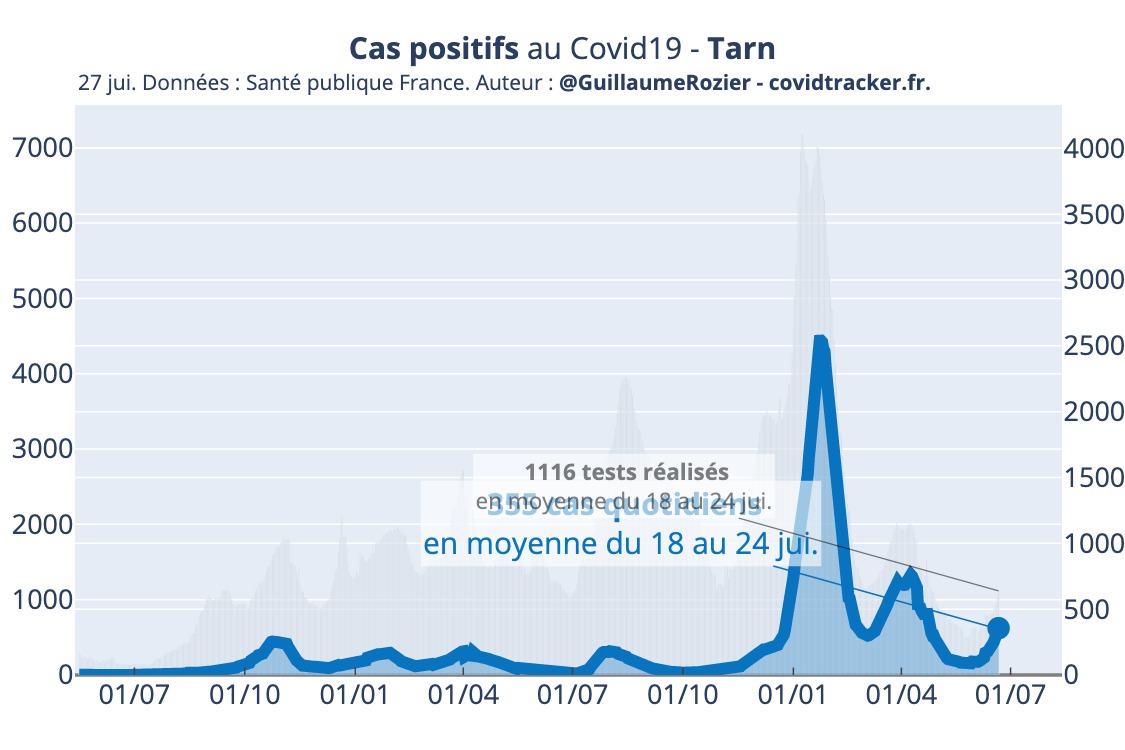 Cas positifs au Covid19 - Tarn
27 jui. Données : Santé publique France. Auteur : @GuillaumeRozier - covidtracker.fr.
7000
6000
5000
4000
3000
2000
1000
0
4000
3500
3000
2500
2000
1500
1000
500
0
1116 tests réalisés
en moyenne du 18 au 24 jui.
355 cas quotidiens
en moyenne du 18 au 24 jui.
01/07 01/10 01/01 01/04 01/07 01/10 01/01 01/04 01/07